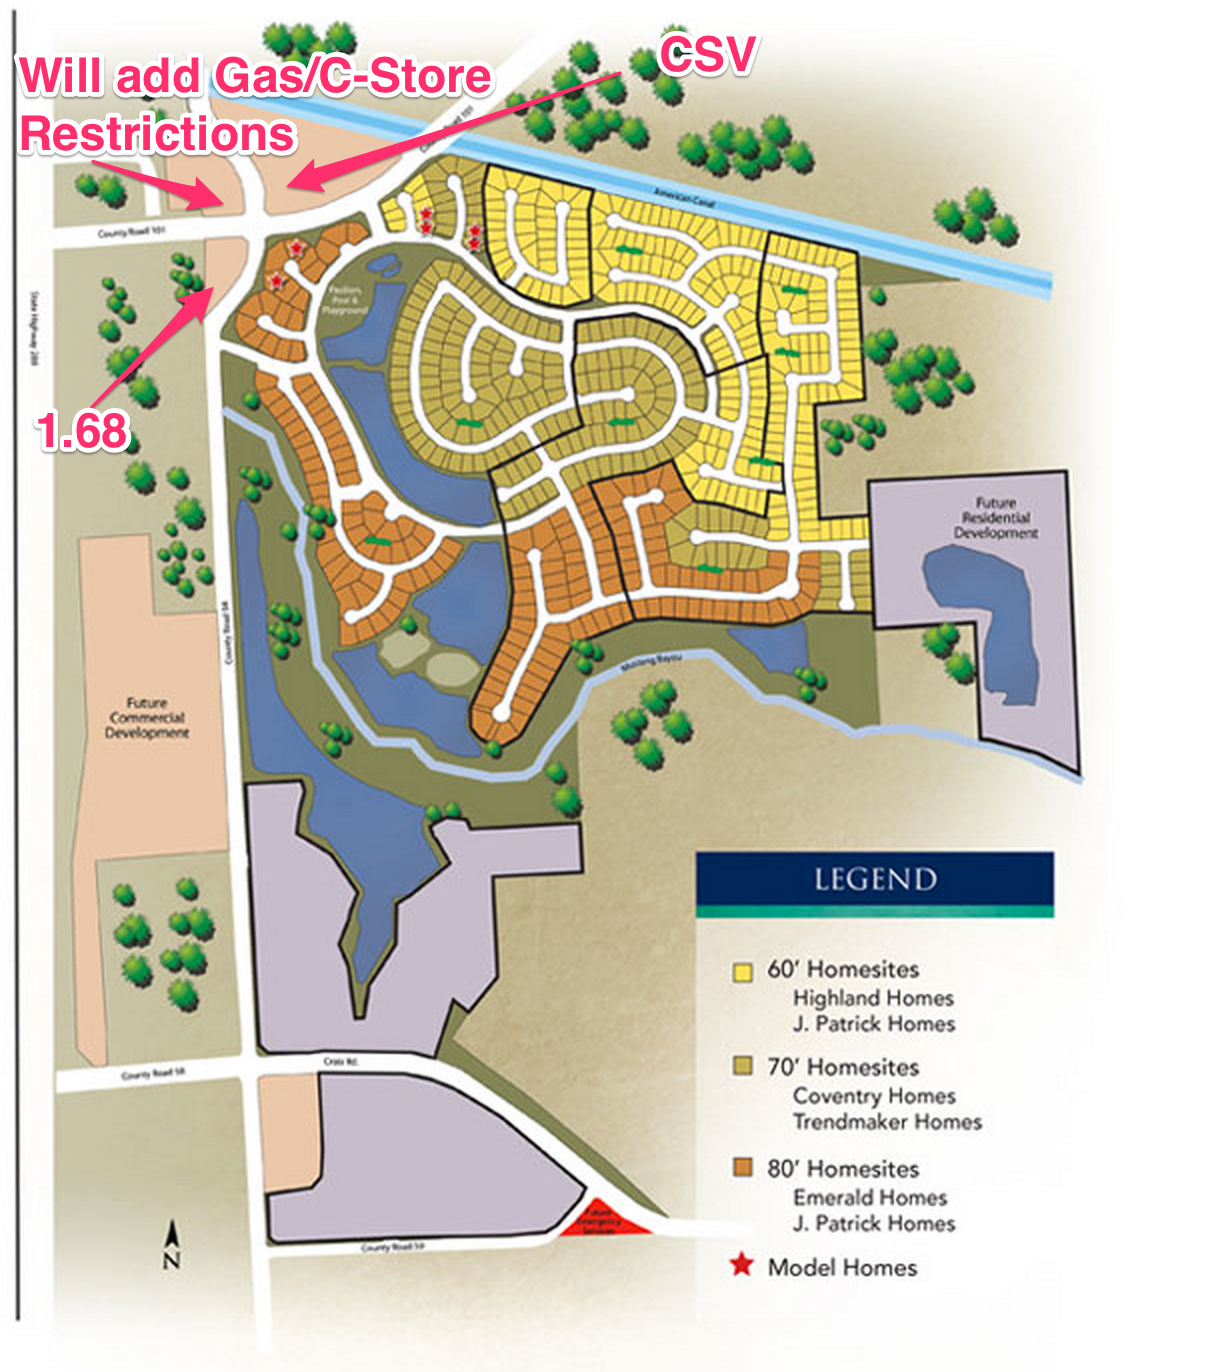 Will add Gas/C-Store
Restrictions
CSV
American Canal
County Road 101
State Highway 288
Pavilion,
Pool &
Playground
1.68
Future
Residential
Development
County Road 58
Mustang Bayou
Future
Commercial
Development
LEGEND
60' Homesites
Highland Homes
J. Patrick Homes
Croix Rd.
County Road 58
70' Homesites
Coventry Homes
Trendmaker Homes
80' Homesites
Emerald Homes
J. Patrick Homes
Future
Emergency
Services
N
County Road 59
Model Homes